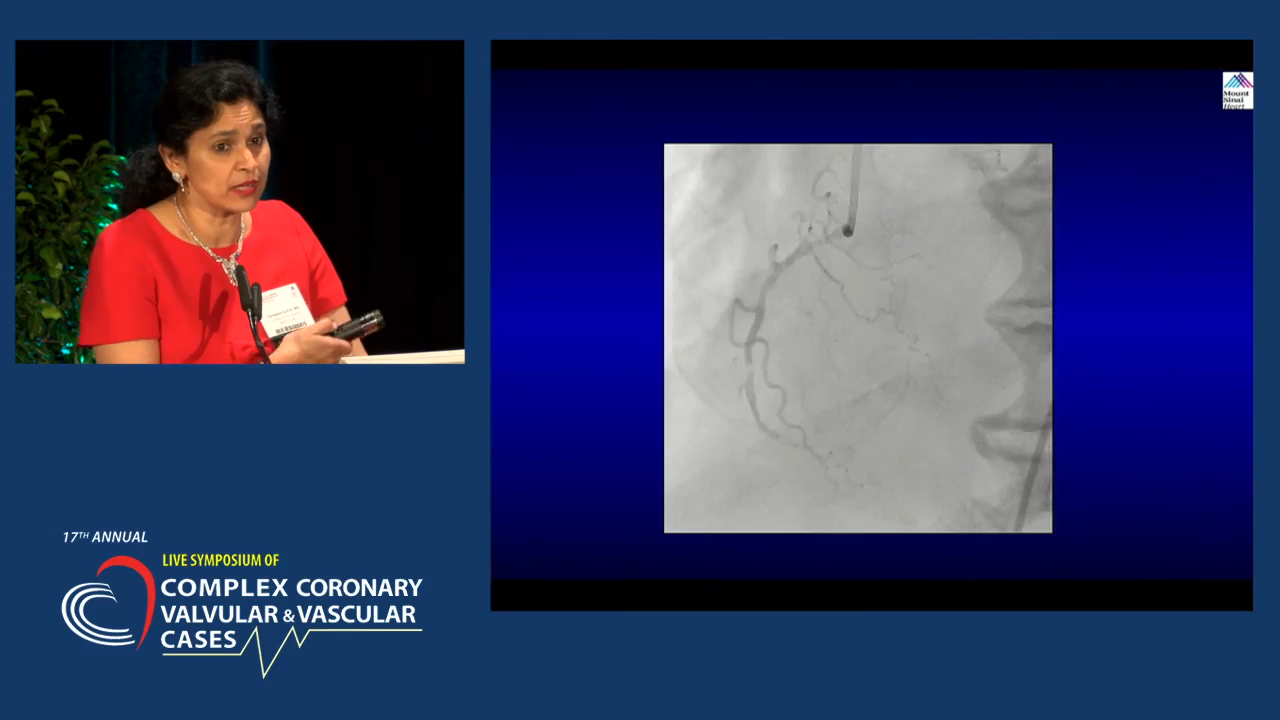 Mount
Sinai
Heart
17TH ANNUAL
LIVE SYMPOSIUM OF
COMPLEX CORONARY
VALVULAR & VASCULAR
CASES